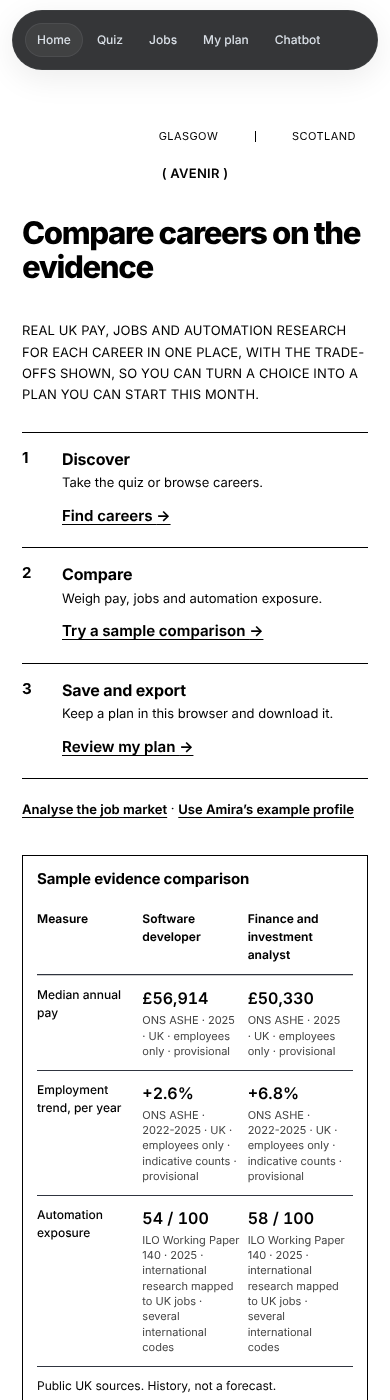 Home Quiz Jobs My plan Chatbot
GLASGOW | SCOTLAND
( AVENIR )
Compare careers on the
evidence
REAL UK PAY, JOBS AND AUTOMATION RESEARCH
FOR EACH CAREER IN ONE PLACE, WITH THE TRADE-
OFFS SHOWN, SO YOU CAN TURN A CHOICE INTO A
PLAN YOU CAN START THIS MONTH.
1 Discover
Take the quiz or browse careers.
Find careers →
2 Compare
Weigh pay, jobs and automation exposure.
Try a sample comparison →
3 Save and export
Keep a plan in this browser and download it.
Review my plan →
Analyse the job market · Use Amira’s example profile
Sample evidence comparison
Measure
Software
developer
Finance and
investment
analyst
Median annual
pay
£56,914
ONS ASHE · 2025
· UK · employees
only · provisional
£50,330
ONS ASHE · 2025
· UK · employees
only · provisional
Employment
trend, per year
+2.6%
ONS ASHE ·
2022-2025 · UK ·
employees only ·
indicative counts ·
provisional
+6.8%
ONS ASHE ·
2022-2025 · UK ·
employees only ·
indicative counts ·
provisional
Automation
exposure
54 / 100
ILO Working Paper
140 · 2025 ·
international
research mapped
to UK jobs ·
several
international
codes
58 / 100
ILO Working Paper
140 · 2025 ·
international
research mapped
to UK jobs ·
several
international
codes
Public UK sources. History, not a forecast.